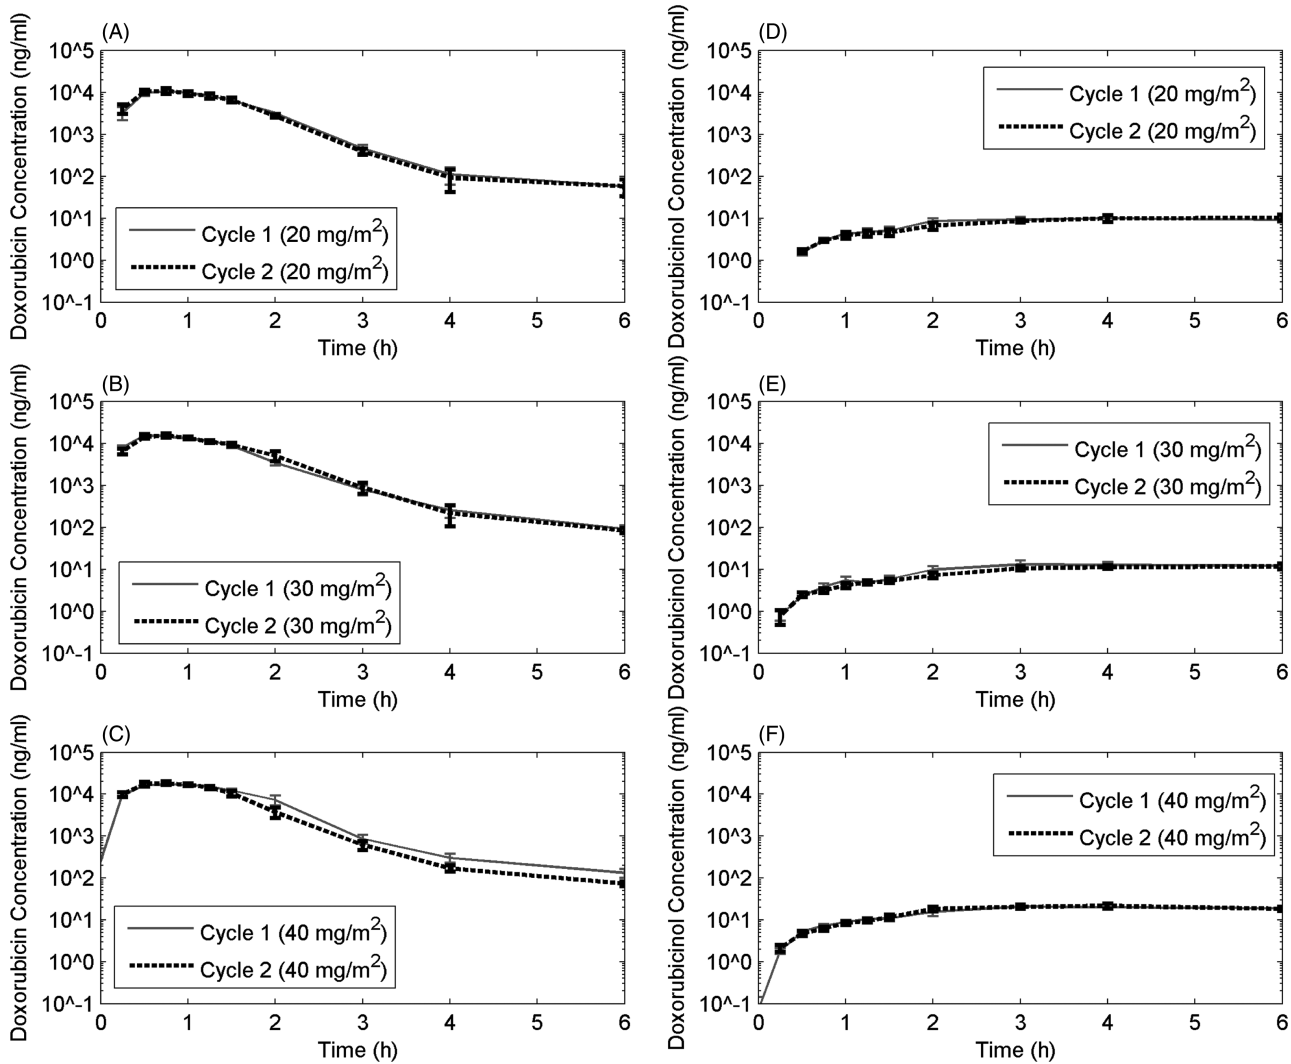 (A)
Doxorubicin Concentration (ng/ml)
10^5
10^4
10^3
10^2
10^1
10^0
10^-1
Cycle 1 (20 mg/m²)
Cycle 2 (20 mg/m²)
0 1 2 3 4 5 6
Time (h)
(D)
Doxorubicinol Concentration (ng/ml)
10^5
10^4
10^3
10^2
10^1
10^0
10^-1
Cycle 1 (20 mg/m²)
Cycle 2 (20 mg/m²)
0 1 2 3 4 5 6
Time (h)
(B)
Doxorubicin Concentration (ng/ml)
10^5
10^4
10^3
10^2
10^1
10^0
10^-1
Cycle 1 (30 mg/m²)
Cycle 2 (30 mg/m²)
0 1 2 3 4 5 6
Time (h)
(E)
Doxorubicinol Concentration (ng/ml)
10^5
10^4
10^3
10^2
10^1
10^0
10^-1
Cycle 1 (30 mg/m²)
Cycle 2 (30 mg/m²)
0 1 2 3 4 5 6
Time (h)
(C)
Doxorubicin Concentration (ng/ml)
10^5
10^4
10^3
10^2
10^1
10^0
10^-1
Cycle 1 (40 mg/m²)
Cycle 2 (40 mg/m²)
0 1 2 3 4 5 6
Time (h)
(F)
Doxorubicinol Concentration (ng/ml)
10^5
10^4
10^3
10^2
10^1
10^0
10^-1
Cycle 1 (40 mg/m²)
Cycle 2 (40 mg/m²)
0 1 2 3 4 5 6
Time (h)